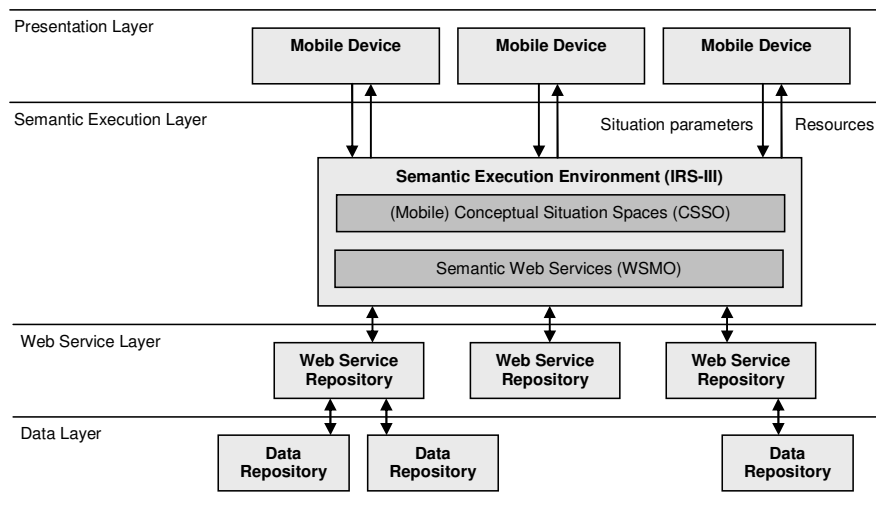 Presentation Layer
Mobile Device
Mobile Device
Mobile Device
Semantic Execution Layer
Situation parameters
Resources
Semantic Execution Environment (IRS-III)
(Mobile) Conceptual Situation Spaces (CSSO)
Semantic Web Services (WSMO)
Web Service Layer
Web Service
Repository
Web Service
Repository
Web Service
Repository
Data Layer
Data
Repository
Data
Repository
Data
Repository